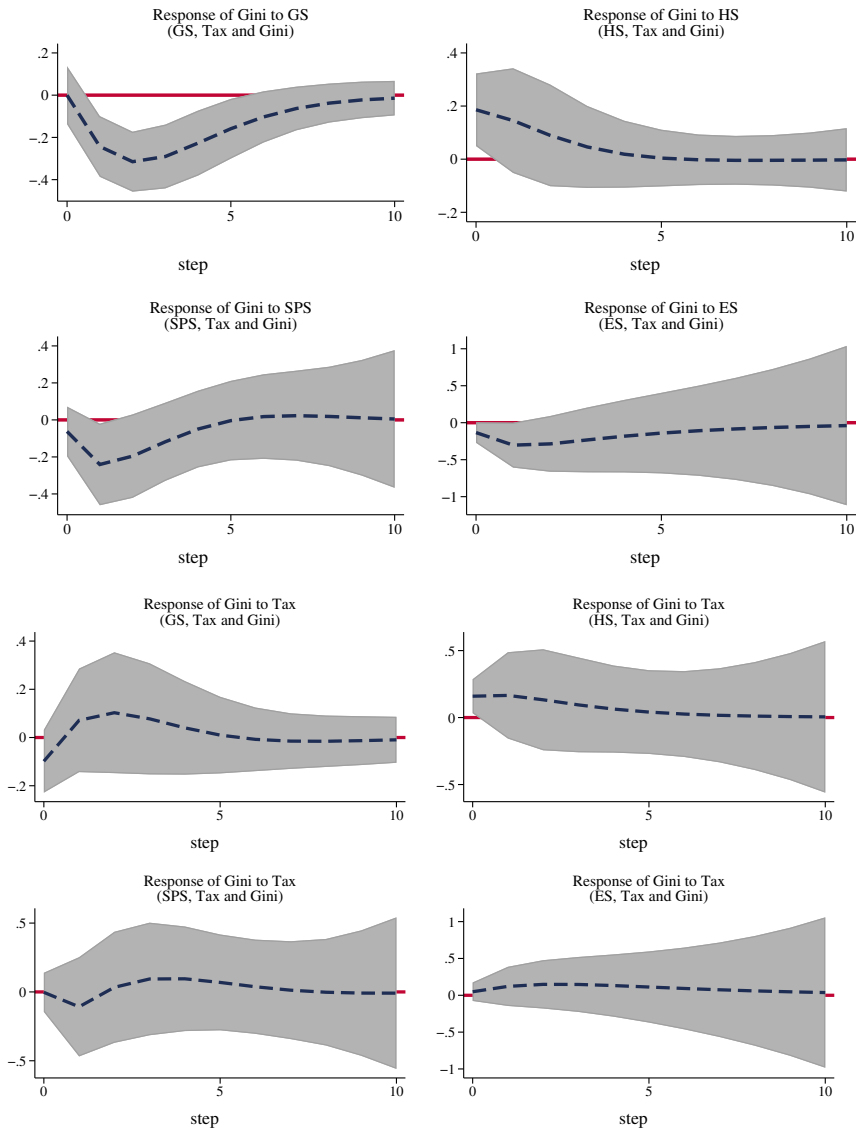 Response of Gini to GS
(GS, Tax and Gini)
.2
0
-.2
-.4
0
5
10
step
Response of Gini to HS
(HS, Tax and Gini)
.4
.2
0
-.2
0
5
10
step
Response of Gini to SPS
(SPS, Tax and Gini)
.4
.2
0
-.2
-.4
0
5
10
step
Response of Gini to ES
(ES, Tax and Gini)
1
.5
0
-.5
-1
0
5
10
step
Response of Gini to Tax
(GS, Tax and Gini)
.4
.2
0
-.2
0
5
10
step
Response of Gini to Tax
(HS, Tax and Gini)
.5
0
-.5
0
5
10
step
Response of Gini to Tax
(SPS, Tax and Gini)
.5
0
-.5
0
5
10
step
Response of Gini to Tax
(ES, Tax and Gini)
1
.5
0
-.5
-1
0
5
10
step